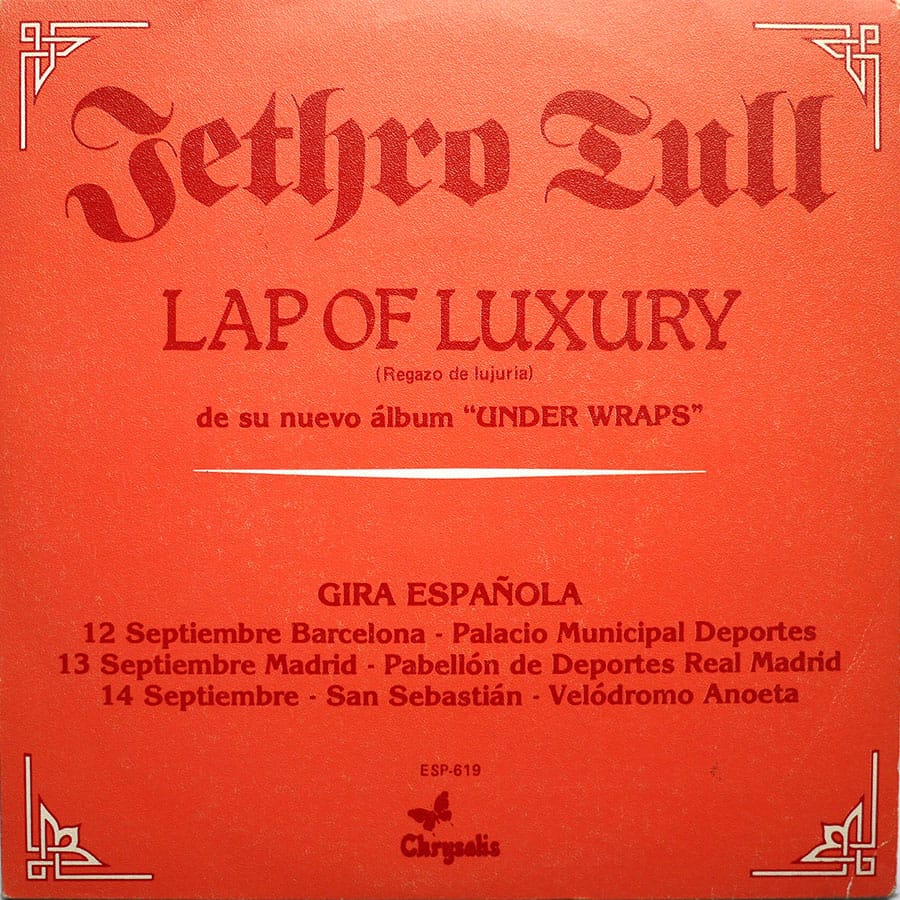 Jethro Tull
LAP OF LUXURY
(Regazo de lujuria)
de su nuevo álbum “UNDER WRAPS”
GIRA ESPAÑOLA
12 Septiembre Barcelona - Palacio Municipal Deportes
13 Septiembre Madrid - Pabellón de Deportes Real Madrid
14 Septiembre - San Sebastián - Velódromo Anoeta
ESP-619
Chrysalis